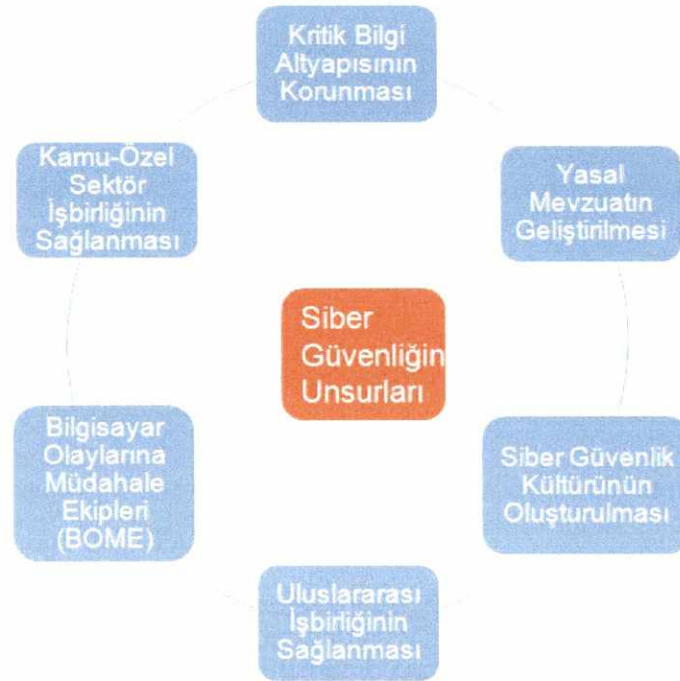 Kritik Bilgi
Altyapısının
Korunması
Kamu-Özel
Sektör
İşbirliğinin
Sağlanması
Yasal
Mevzuatın
Geliştirilmesi
Siber
Güvenliğin
Unsurları
Bilgisayar
Olaylarına
Müdahale
Ekipleri
(BOME)
Siber Güvenlik
Kültürünün
Oluşturulması
Uluslararası
İşbirliğinin
Sağlanması